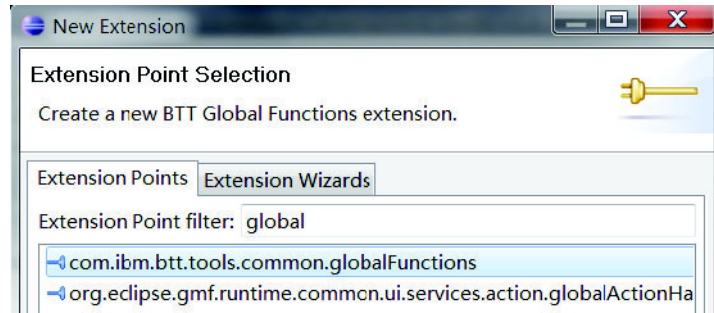 New Extension
Extension Point Selection
Create a new BTT Global Functions extension.
Extension Points Extension Wizards
Extension Point filter: global
com.ibm.btt.tools.common.globalFunctions
org.eclipse.gmf.runtime.common.ui.services.action.globalActionHa